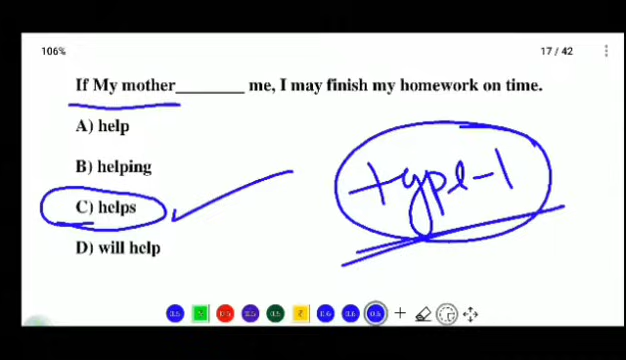 106%
17 / 42
If My mother________ me, I may finish my homework on time.
A) help
B) helping
C) helps
D) will help
type-1